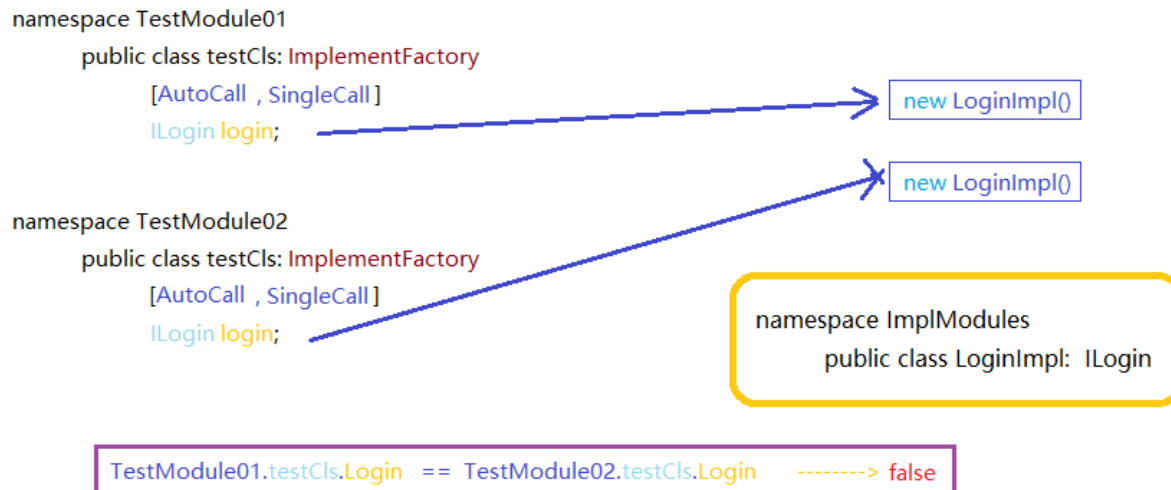 namespace TestModule01
public class testCls: ImplementFactory
[AutoCall , SingleCall]
ILogin login;
new LoginImpl()
new LoginImpl()
namespace TestModule02
public class testCls: ImplementFactory
[AutoCall , SingleCall]
ILogin login;
namespace ImplModules
public class LoginImpl: ILogin
TestModule01.testCls.Login == TestModule02.testCls.Login --------> false